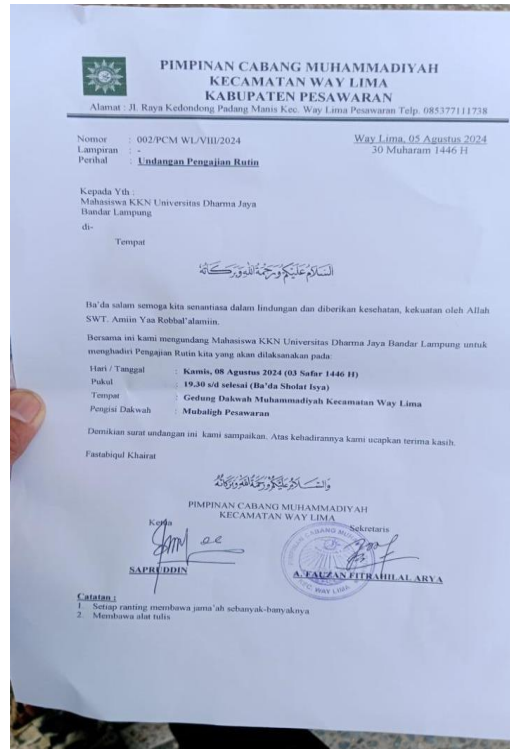 PIMPINAN CABANG MUHAMMADIYAH
KECAMATAN WAY LIMA
KABUPATEN PESAWARAN
Alamat : Jl. Raya Kedondong Padang Manis Kec. Way Lima Pesawaran Telp. 085377111738
Nomor : 002/PCM WL/VIII/2024
Way Lima, 05 Agustus 2024
Lampiran : -
30 Muharam 1446 H
Perihal : Undangan Pengajian Rutin
Kepada Yth :
Mahasiswa KKN Universitas Dharma Jaya
Bandar Lampung
di-
Tempat
السلام عليكم ورحمة الله وبركاته
Ba'da salam semoga kita senantiasa dalam lindungan dan diberikan kesehatan, kekuatan oleh Allah
SWT. Amiin Yaa Robbal'alamiin.
Bersama ini kami mengundang Mahasiswa KKN Universitas Dharma Jaya Bandar Lampung untuk
menghadiri Pengajian Rutin kita yang akan dilaksanakan pada:
Hari / Tanggal : Kamis, 08 Agustus 2024 (03 Safar 1446 H)
Pukul : 19.30 s/d selesai (Ba'da Sholat Isya)
Tempat : Gedung Dakwah Muhammadiyah Kecamatan Way Lima
Pengisi Dakwah : Mubaligh Pesawaran
Demikian surat undangan ini kami sampaikan. Atas kehadirannya kami ucapkan terima kasih.
Fastabiqul Khairat
والسلام عليكم ورحمة الله وبركاته
PIMPINAN CABANG MUHAMMADIYAH
KECAMATAN WAY LIMA
Ketua
Sekretaris
SAPRUDDIN
A. FAUZAN FITRAHILAL ARYA
KEC. WAY LIMA
Catatan :
1. Setiap ranting membawa jama'ah sebanyak-banyaknya
2. Membawa alat tulis